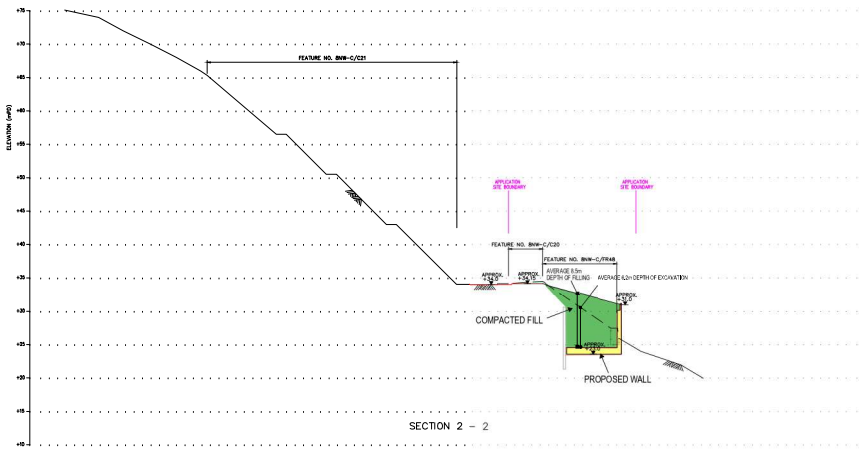 +75
FEATURE NO. 8NW-C/C21
+65
+60
ELEVATION (mPD)
+55
+50
APPLICATION
SITE BOUNDARY
APPLICATION
SITE BOUNDARY
+45
+40
FEATURE NO. 8NW-C/C20
FEATURE NO. 8NW-C/FR48
AVERAGE 8.5m
DEPTH OF FILLING
AVERAGE 6.2m DEPTH OF EXCAVATION
APPROX.
+34.0
APPROX.
+34.15
+35
APPROX.
+31.0
+30
COMPACTED FILL
+25
APPROX.
PROPOSED WALL
+20
+15
SECTION 2 - 2
+10